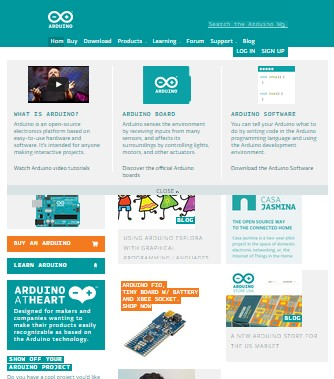 ARDUINO
Search the Arduino Web
Home Buy Download Products Learning Forum Support Blog
LOG IN SIGN UP
WHAT IS ARDUINO?
Arduino is an open-source
electronics platform based on
easy-to-use hardware and
software. It's intended for anyone
making interactive projects.
Watch Arduino video tutorials
ARDUINO BOARD
Arduino senses the environment
by receiving inputs from many
sensors, and affects its
surroundings by controlling lights,
motors, and other actuators.
Discover the official Arduino
boards
ARDUINO SOFTWARE
You can tell your Arduino what to
do by writing code in the Arduino
programming language and using
the Arduino development
environment.
Download the Arduino Software
CLOSE
BUY AN ARDUINO
LEARN ARDUINO
ARDUINO
ATHEART
Designed for makers and
companies wanting to
make their products easily
recognizable as based on
the Arduino technology.
SHOW OFF YOUR
ARDUINO PROJECT
Do you have a cool project you'd like
BLOG
USING ARDUINO ESPLORA
WITH GRAPHICAL
PROGRAMMING LANGUAGES
ARDUINO FIO,
TINY BOARD W/ BATTERY
AND XBEE SOCKET.
SHOP NOW
CASA
JASMINA
THE OPEN SOURCE WAY
TO THE CONNECTED HOME
Casa Jasmina is a two-year pilot
project in the space of domestic
electronic networking, or, the
Internet of Things in the Home
ARDUINO
BLOG
A NEW ARDUINO STORE FOR
THE US MARKET